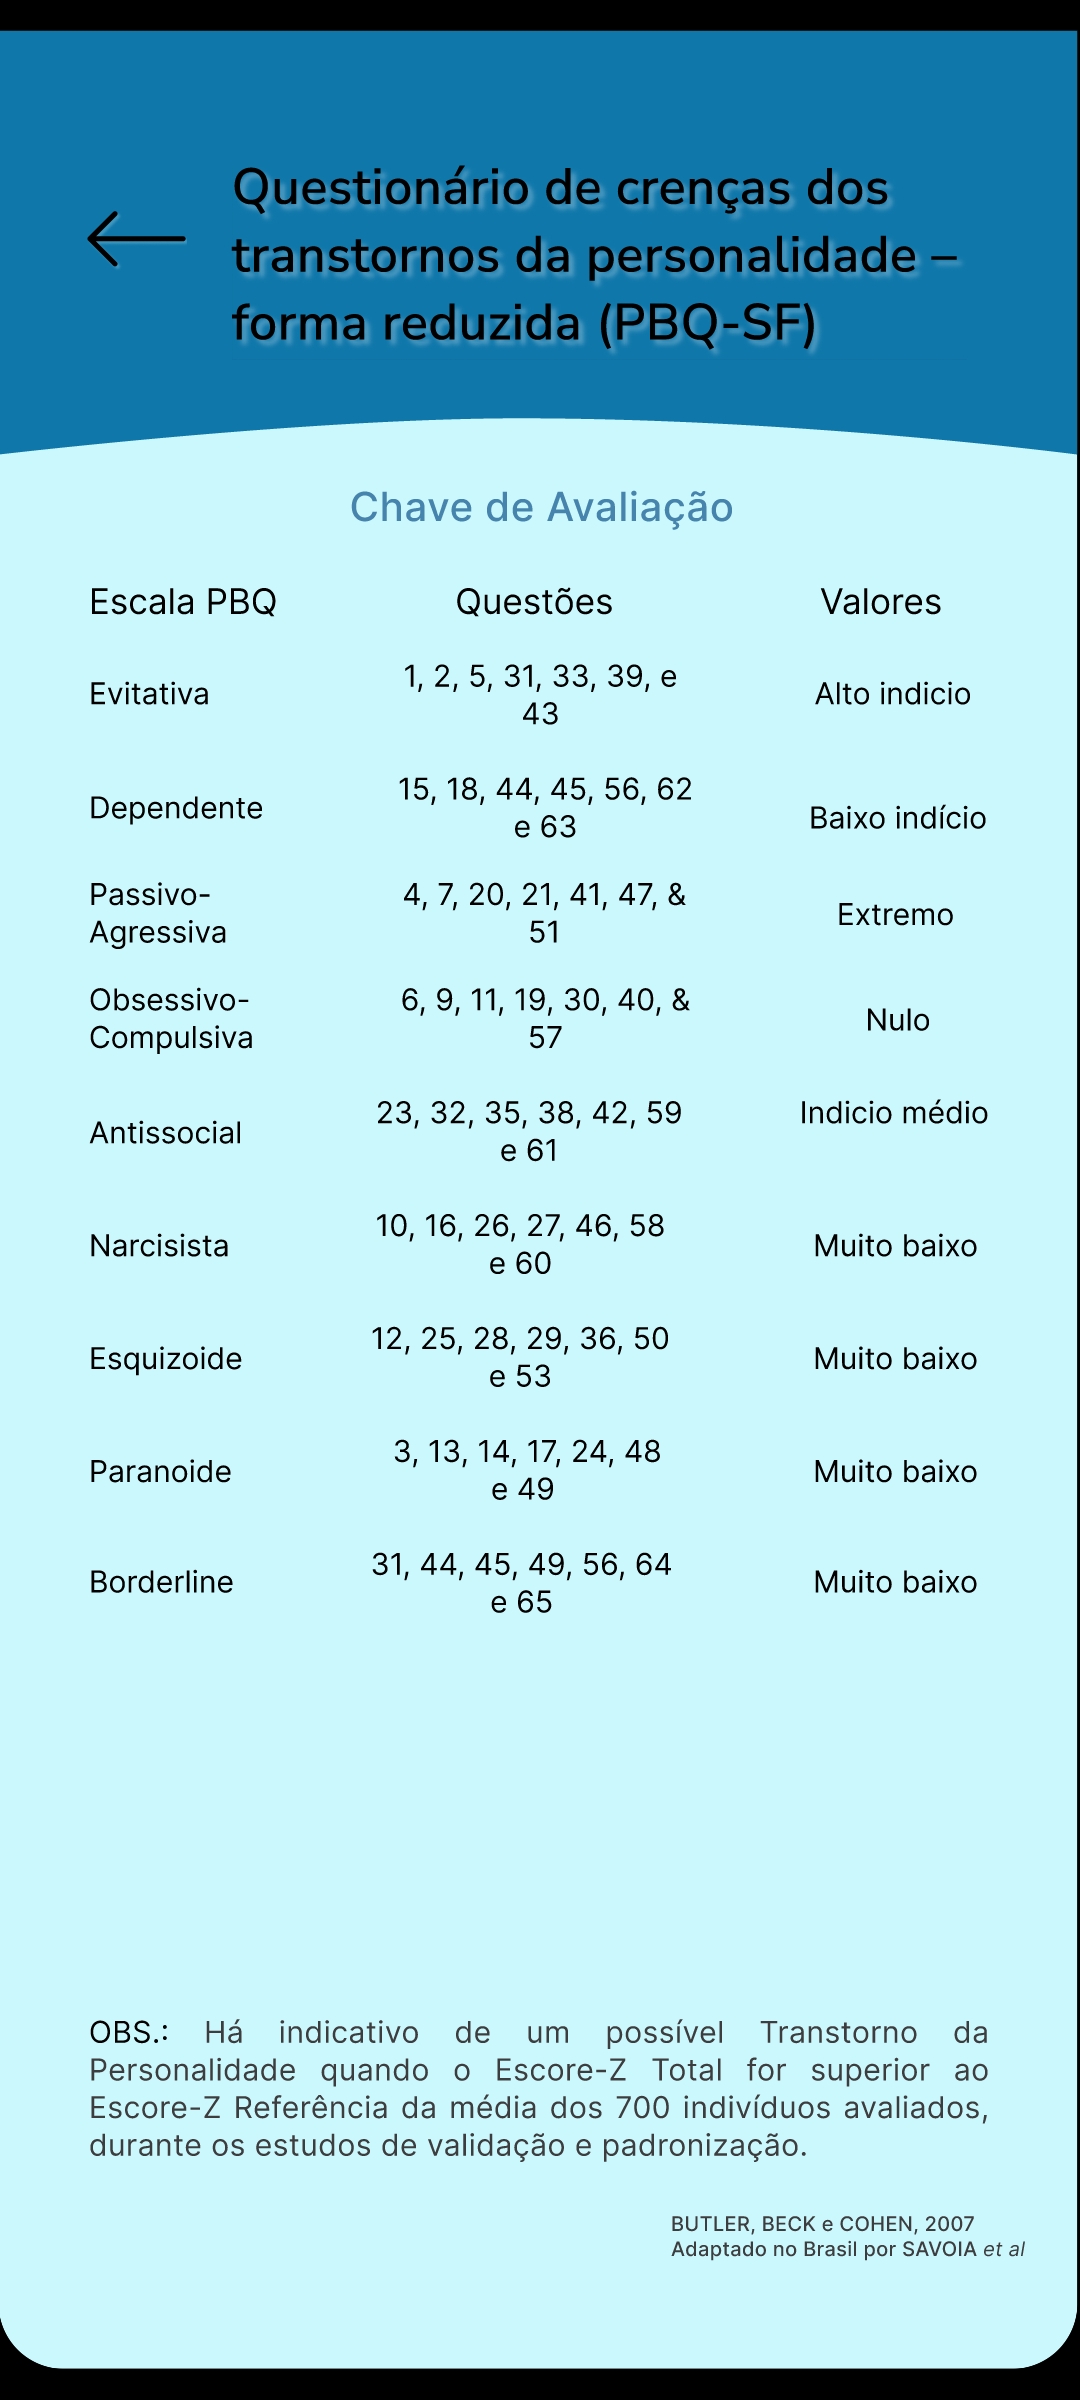 Questionário de crenças dos
transtornos da personalidade –
forma reduzida (PBQ-SF)
Chave de Avaliação
Escala PBQ Questões Valores
Evitativa 1, 2, 5, 31, 33, 39, e
43 Alto indicio
Dependente 15, 18, 44, 45, 56, 62
e 63 Baixo indício
Passivo-
Agressiva 4, 7, 20, 21, 41, 47, &
51 Extremo
Obsessivo-
Compulsiva 6, 9, 11, 19, 30, 40, &
57 Nulo
Antissocial 23, 32, 35, 38, 42, 59
e 61 Indicio médio
Narcisista 10, 16, 26, 27, 46, 58
e 60 Muito baixo
Esquizoide 12, 25, 28, 29, 36, 50
e 53 Muito baixo
Paranoide 3, 13, 14, 17, 24, 48
e 49 Muito baixo
Borderline 31, 44, 45, 49, 56, 64
e 65 Muito baixo
OBS.: Há indicativo de um possível Transtorno da
Personalidade quando o Escore-Z Total for superior ao
Escore-Z Referência da média dos 700 indivíduos avaliados,
durante os estudos de validação e padronização.
BUTLER, BECK e COHEN, 2007
Adaptado no Brasil por SAVOIA et al